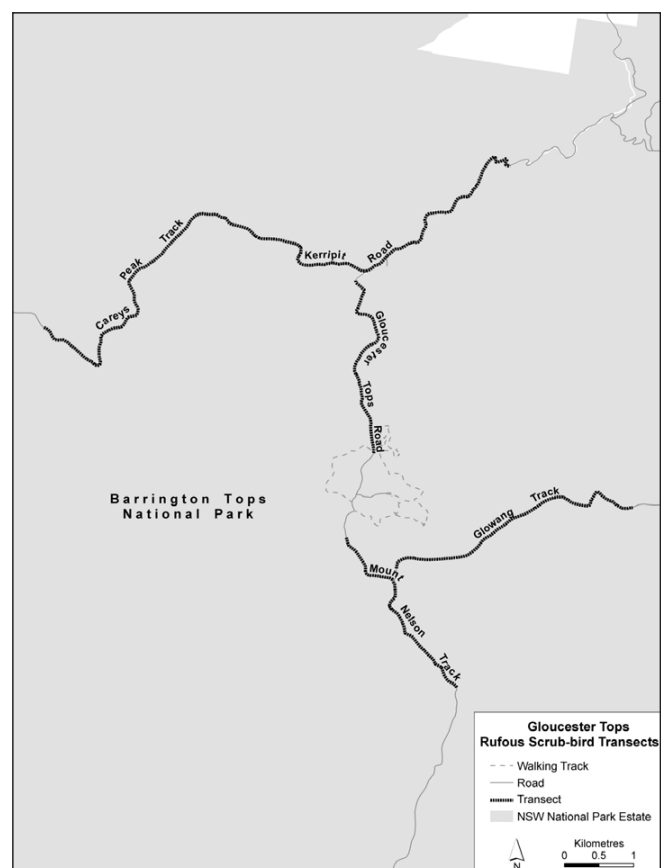 Kerripit Road
Careys Peak Track
Gloucester Tops Road
Barrington Tops
National Park
Glowang Track
Mount Nelson Track
Gloucester Tops
Rufous Scrub-bird Transects
Walking Track
Road
Transect
NSW National Park Estate
Kilometres
N
0 0.5 1